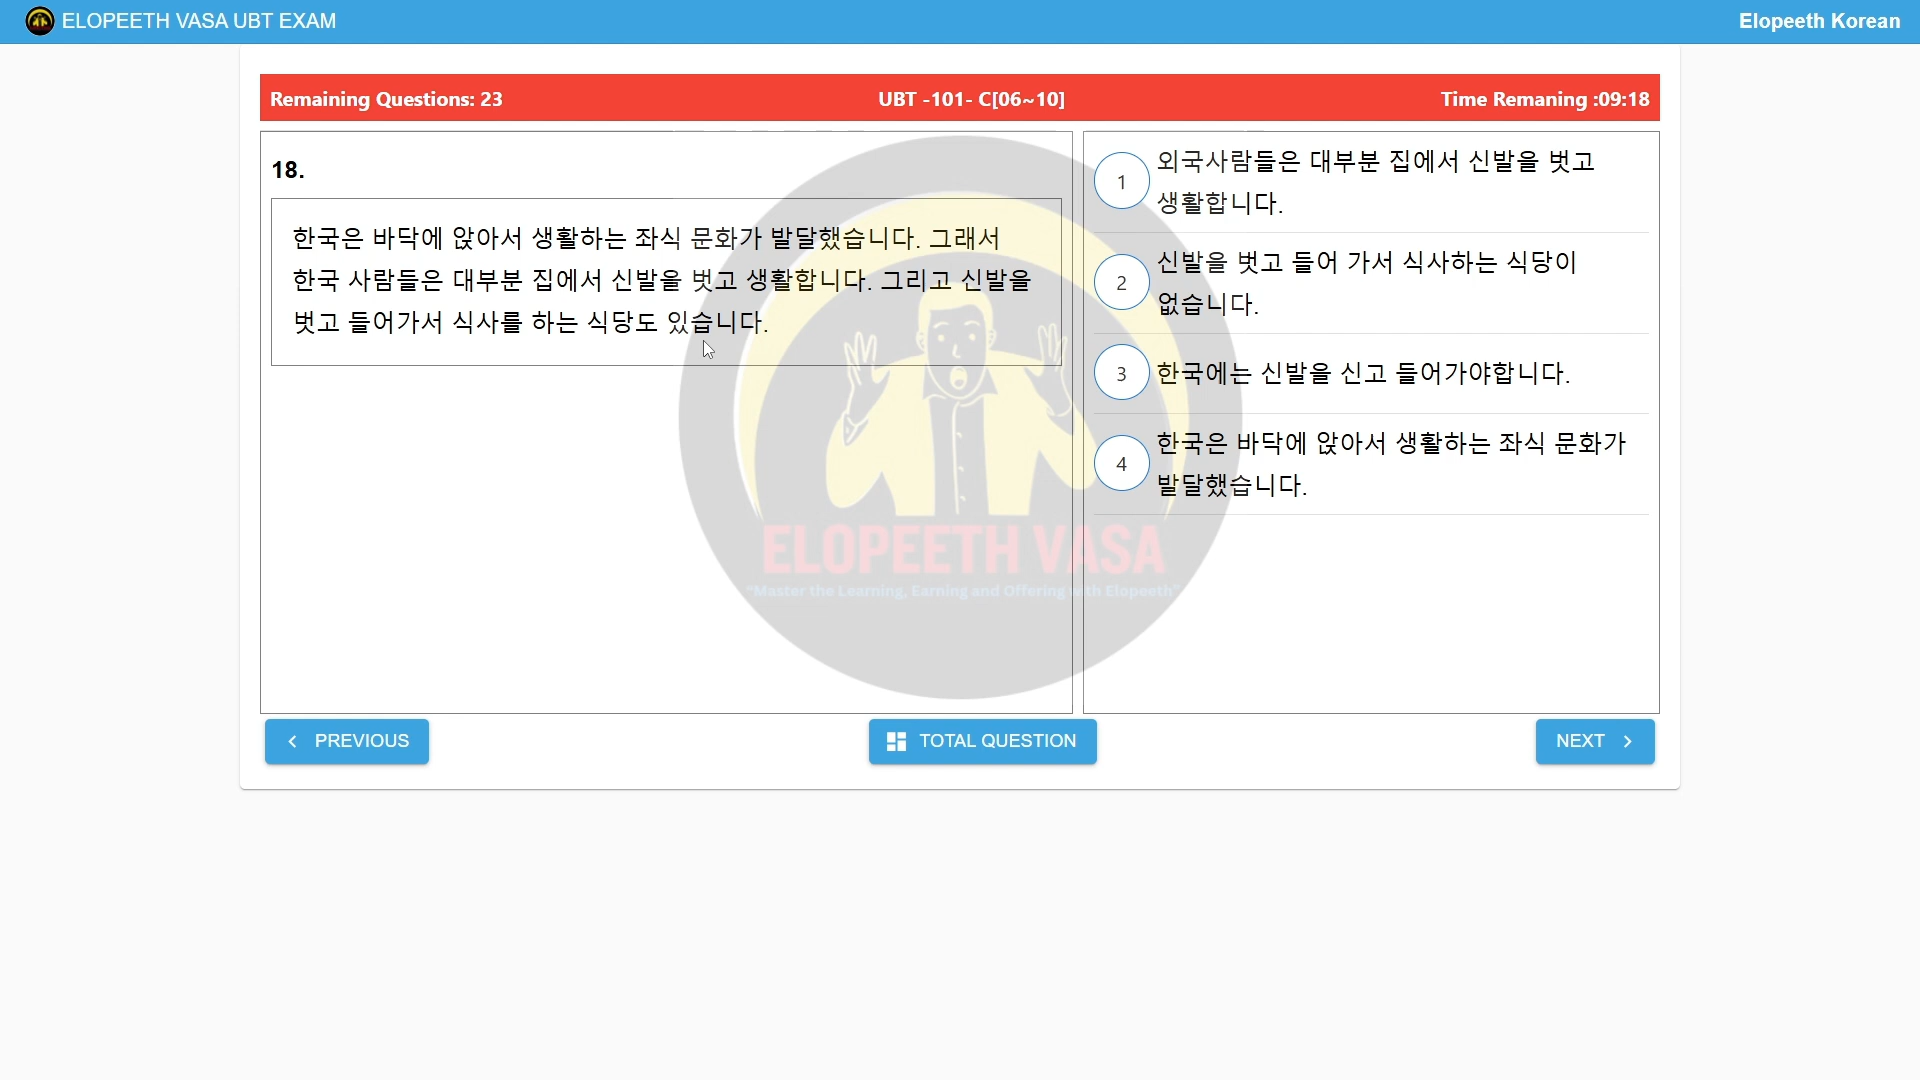 ELOPEETH VASA UBT EXAM
Elopeeth Korean
Remaining Questions: 23
UBT -101- C[06~10]
Time Remaning :09:18
18.
한국은 바닥에 앉아서 생활하는 좌식 문화가 발달했습니다. 그래서
한국 사람들은 대부분 집에서 신발을 벗고 생활합니다. 그리고 신발을
벗고 들어가서 식사를 하는 식당도 있습니다.
1
외국사람들은 대부분 집에서 신발을 벗고
생활합니다.
2
신발을 벗고 들어 가서 식사하는 식당이
없습니다.
3
한국에는 신발을 신고 들어가야합니다.
4
한국은 바닥에 앉아서 생활하는 좌식 문화가
발달했습니다.
ELOPEETH VASA
"Master the Learning, Earning and Offering with Elopeeth"
PREVIOUS
TOTAL QUESTION
NEXT